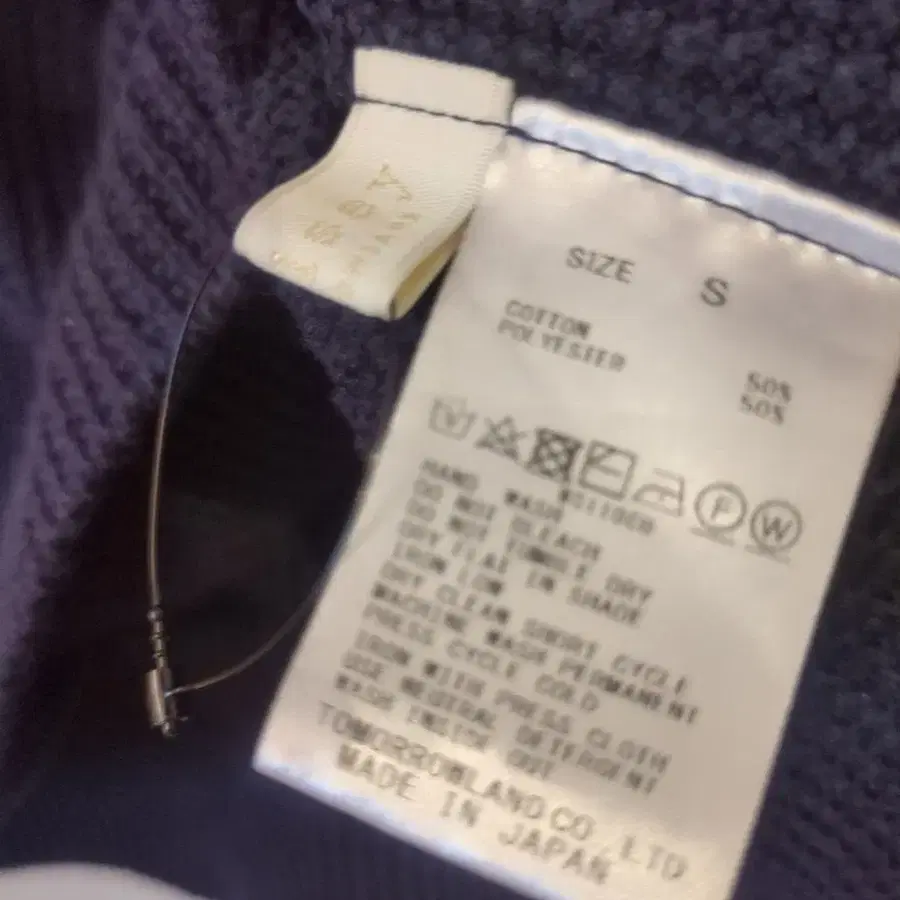 SIZE S
COTTON 50%
POLYESTER 50%
F W
HAND WASH
DO NOT BLEACH
DO NOT TUMBLE DRY
DRY FLAT IN SHADE
IRON LOW
DRY CLEAN SHORT CYCLE
MACHINE WASH PERMANENT
PRESS CYCLE COLD
IRON WITH PRESS CLOTH
USE NEUTRAL DETERGENT
WASH INSIDE OUT
TOMORROWLAND CO.,LTD
MADE IN JAPAN